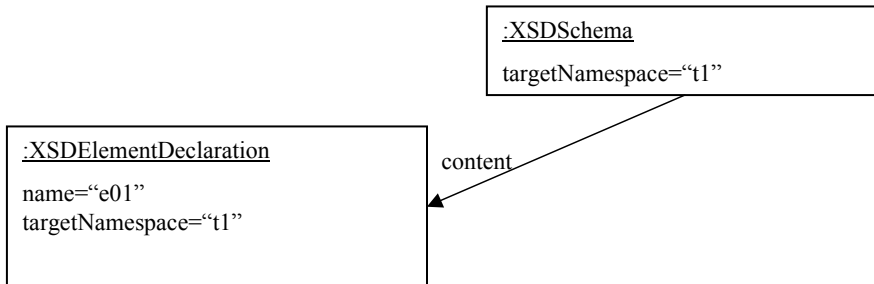 :XSDSchema
targetNamespace=“t1”
:XSDElementDeclaration
content
name=“e01”
targetNamespace=“t1”